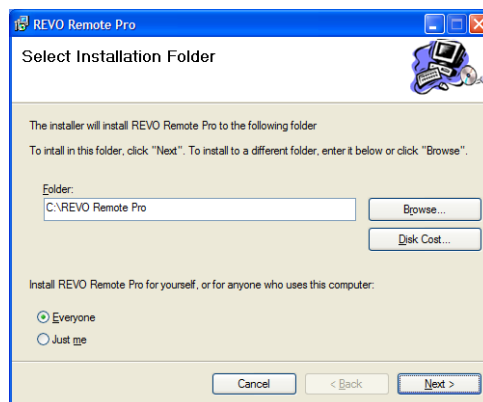 REVO Remote Pro
Select Installation Folder
The installer will install REVO Remote Pro to the following folder
To intall in this folder, click "Next". To install to a different folder, enter it below or click "Browse".
Folder:
C:\REVO Remote Pro
Browse...
Disk Cost...
Install REVO Remote Pro for yourself, or for anyone who uses this computer:
Everyone
Just me
Cancel < Back Next >